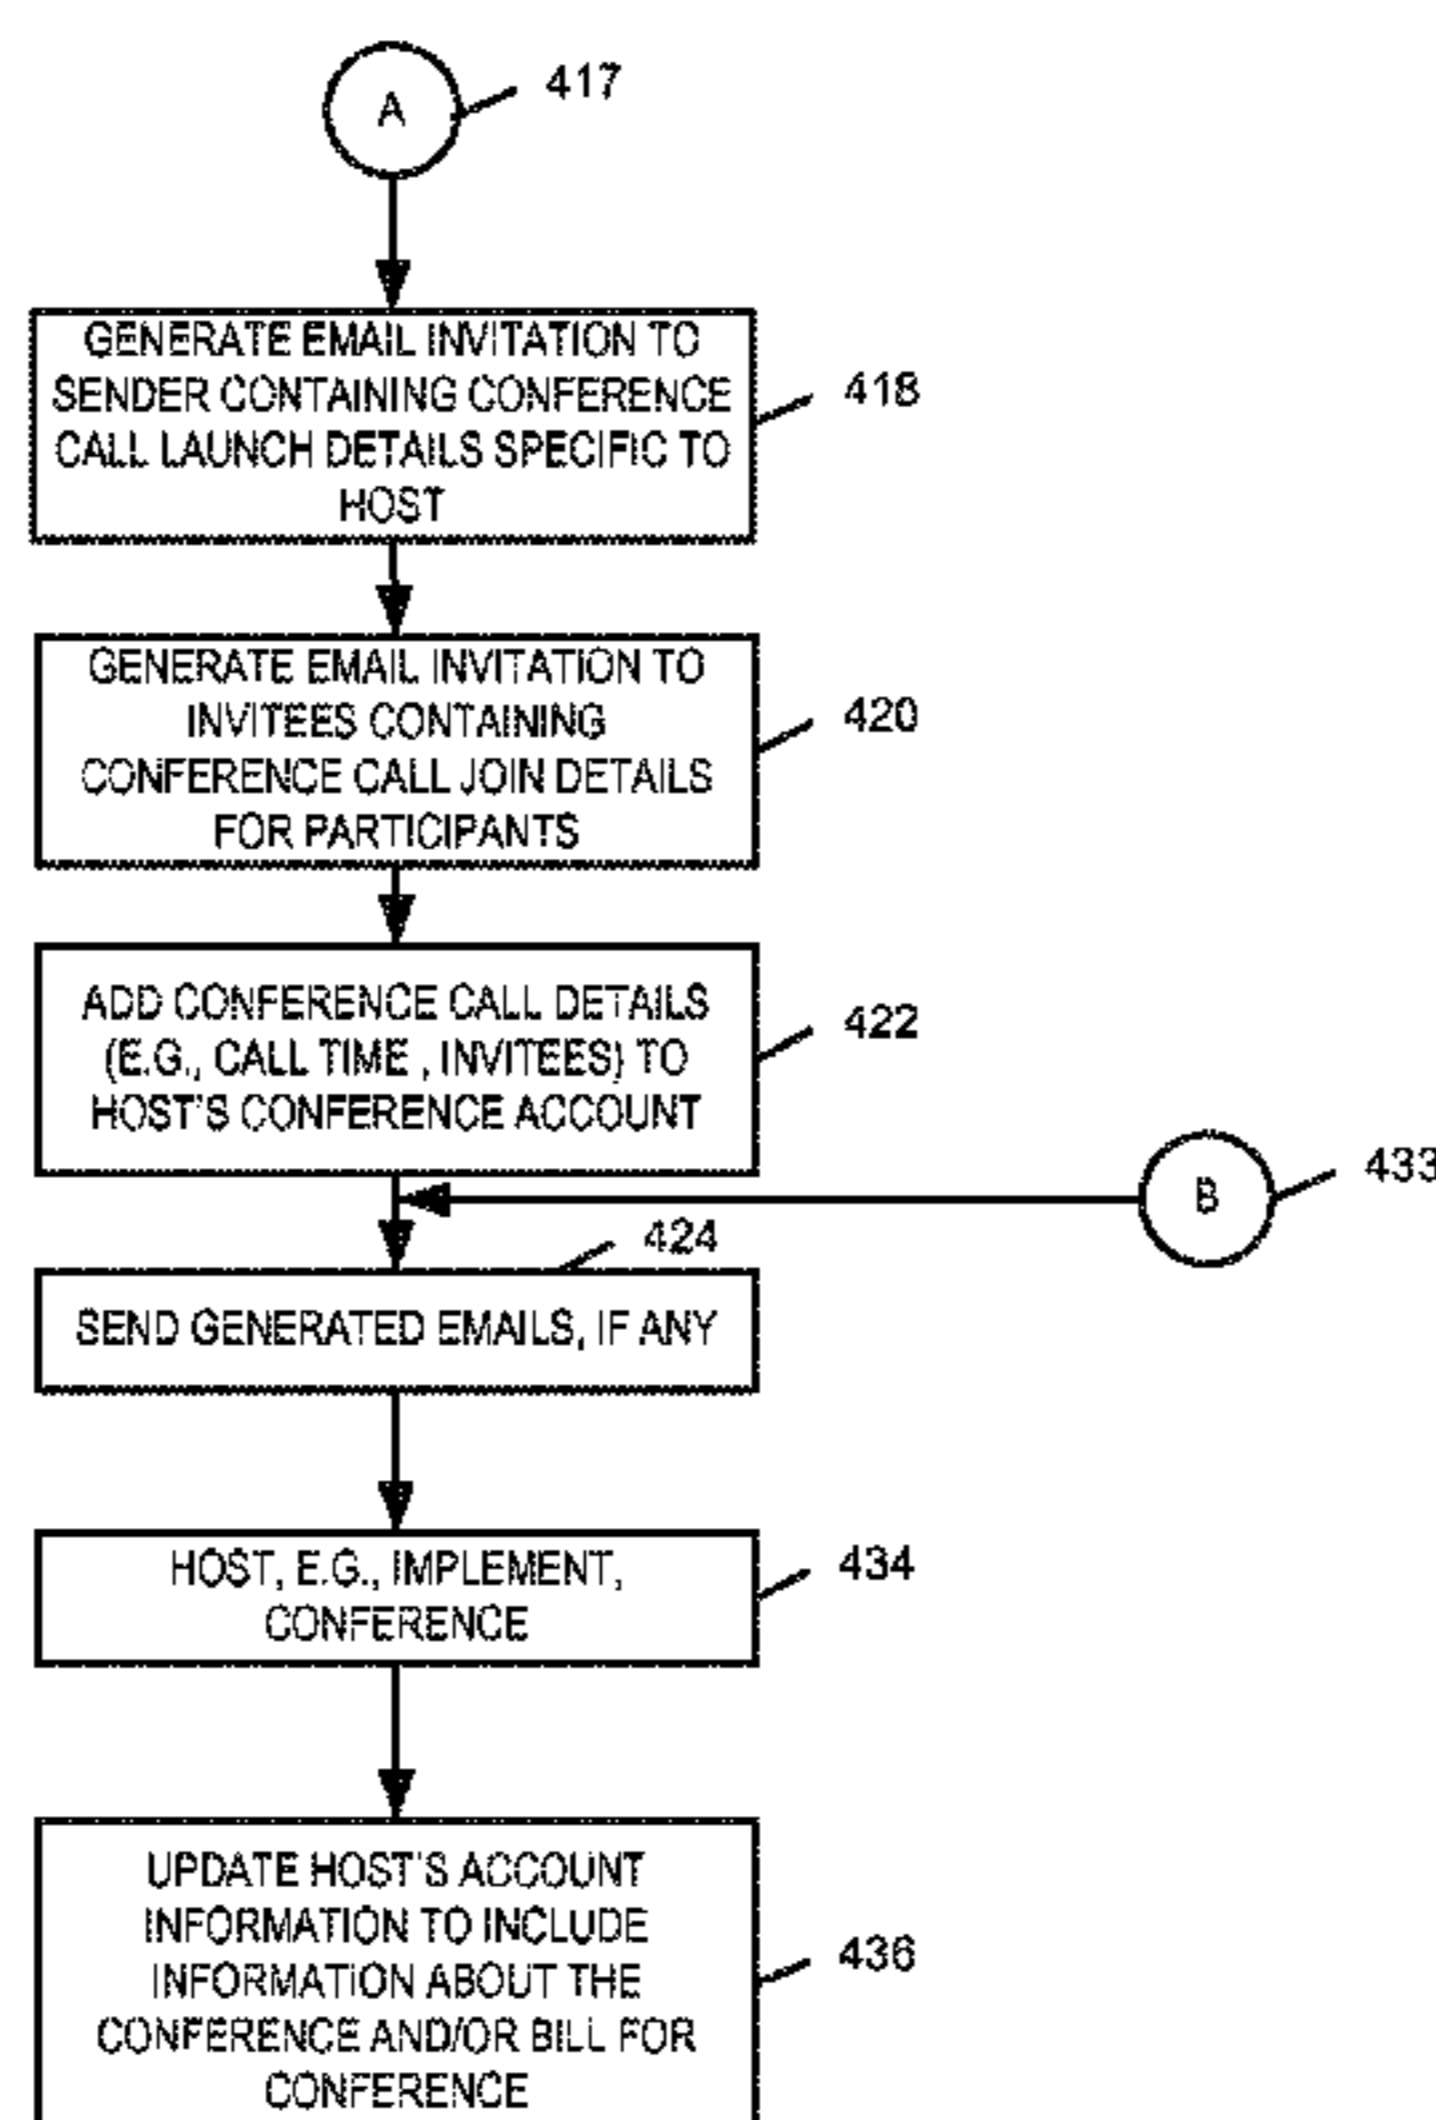 A
417
GENERATE EMAIL INVITATION TO
SENDER CONTAINING CONFERENCE
CALL LAUNCH DETAILS SPECIFIC TO
HOST
418
GENERATE EMAIL INVITATION TO
INVITEES CONTAINING
CONFERENCE CALL JOIN DETAILS
FOR PARTICIPANTS
420
ADD CONFERENCE CALL DETAILS
(E.G., CALL TIME , INVITEES) TO
HOST'S CONFERENCE ACCOUNT
422
B
433
424
SEND GENERATED EMAILS, IF ANY
HOST, E.G., IMPLEMENT,
CONFERENCE
434
UPDATE HOST'S ACCOUNT
INFORMATION TO INCLUDE
INFORMATION ABOUT THE
CONFERENCE AND/OR BILL FOR
CONFERENCE
436